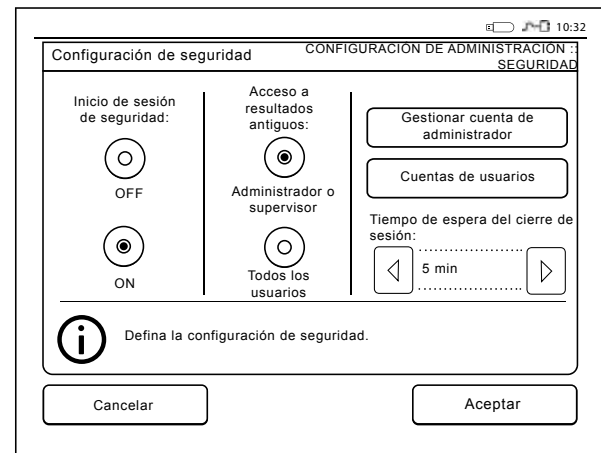 10:32
Configuración de seguridad
CONFIGURACIÓN DE ADMINISTRACIÓN ::
SEGURIDAD
Inicio de sesión
de seguridad:
OFF
ON
Acceso a
resultados
antiguos:
Administrador o
supervisor
Todos los
usuarios
Gestionar cuenta de
administrador
Cuentas de usuarios
Tiempo de espera del cierre de
sesión:
5 min
Defina la configuración de seguridad.
Cancelar
Aceptar